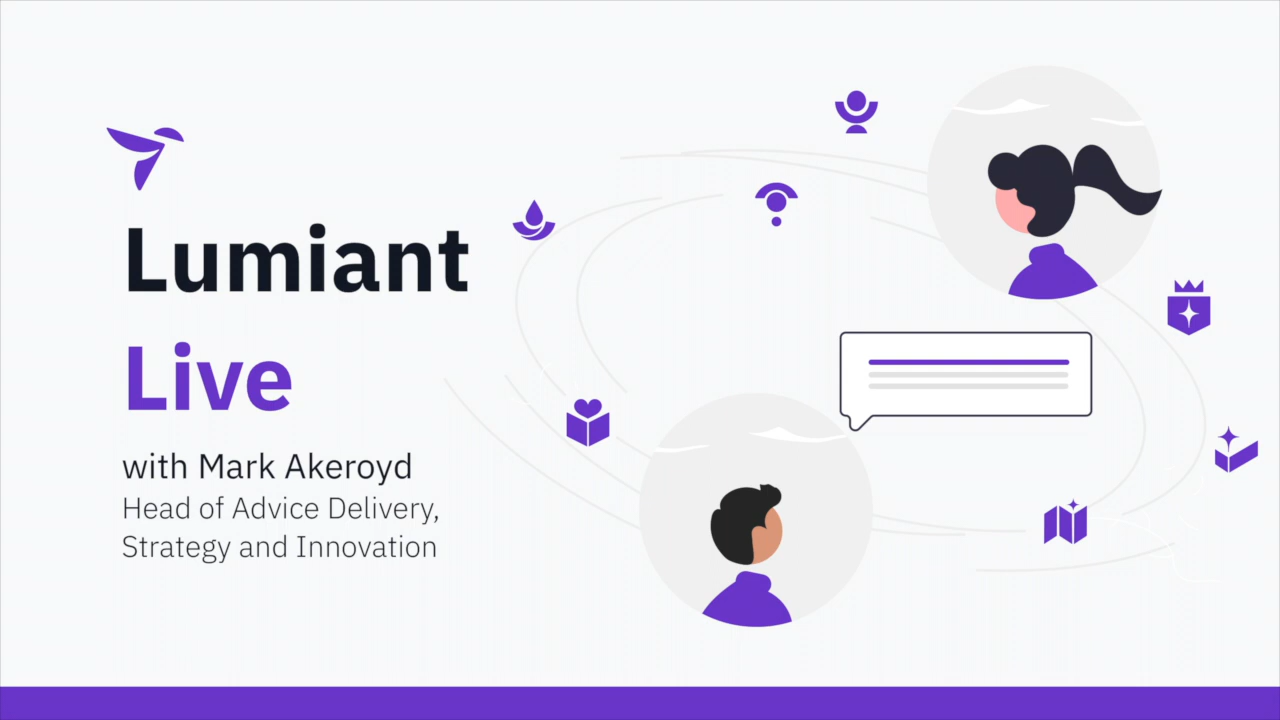 Lumiant
Live
with Mark Akeroyd
Head of Advice Delivery,
Strategy and Innovation